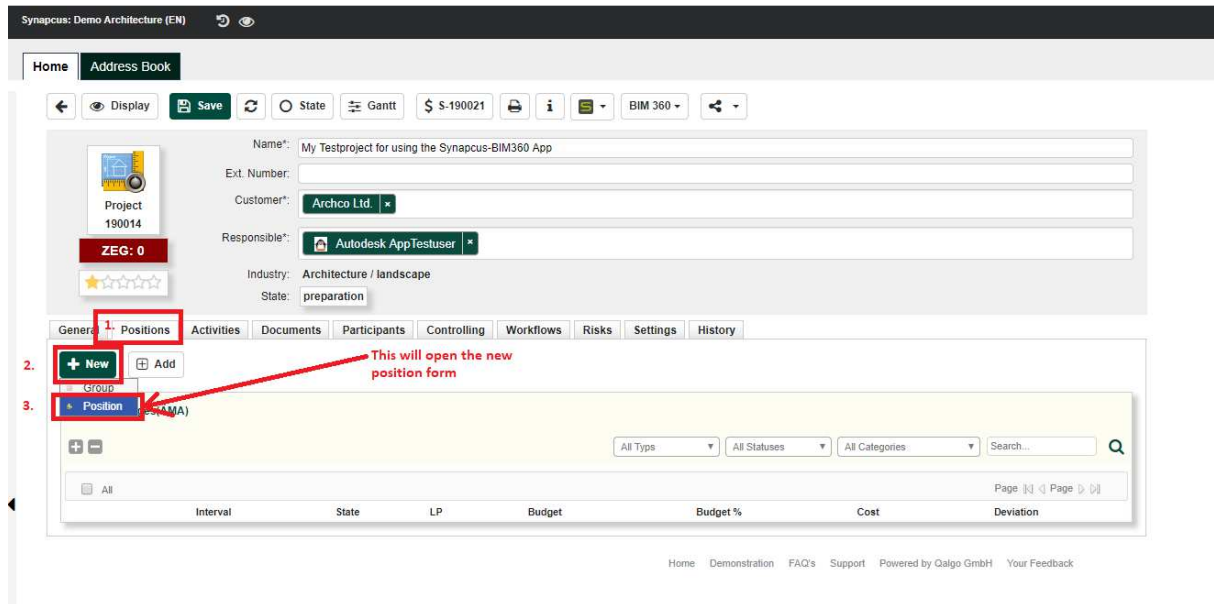 Synapcus: Demo Architecture (EN)
Home Address Book
Display Save State Gantt $ S-190021 i S BIM 360
Name*: My Testproject for using the Synapcus-BIM360 App
Ext. Number:
Customer*: Archco Ltd. ×
Project
190014
Responsible*: Autodesk AppTestuser ×
ZEG: 0
Industry: Architecture / landscape
State: preparation
General 1. Positions Activities Documents Participants Controlling Workflows Risks Settings History
2. + New Add
This will open the new
position form
Group
3. Position (AMA)
All Typs All Statuses All Categories Search...
All Page Page
Interval State LP Budget Budget % Cost Deviation
Home Demonstration FAQ's Support Powered by Qalgo GmbH Your Feedback